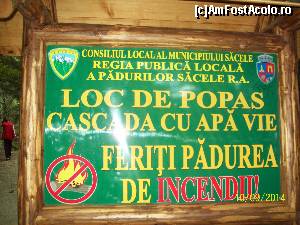 [c]AmFostAcolo.ro
CONSILIUL LOCAL AL MUNICIPIULUI SĂCELE
REGIA PUBLICĂ LOCALĂ
A PĂDURILOR SĂCELE R.A.
LOC DE POPAS
CASCADA CU APĂ VIE
FERIŢI PĂDUREA
DE INCENDII!
10/09/2014